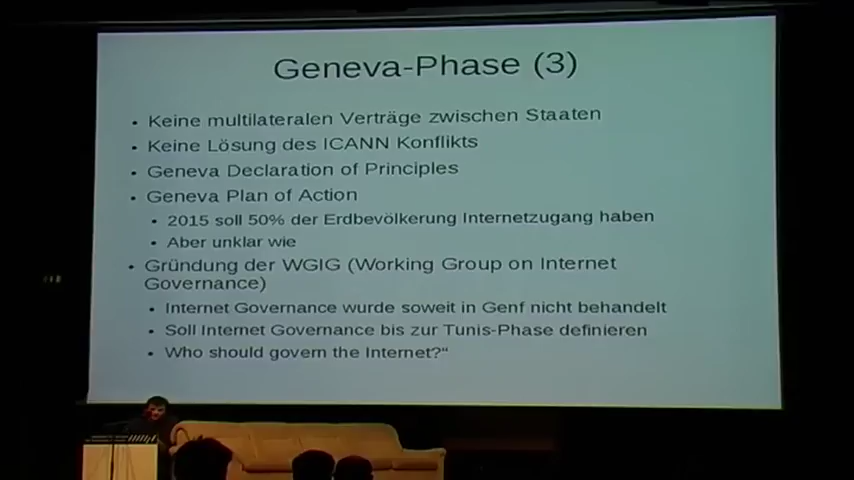 Geneva-Phase (3)
• Keine multilateralen Verträge zwischen Staaten
• Keine Lösung des ICANN Konflikts
• Geneva Declaration of Principles
• Geneva Plan of Action
• 2015 soll 50% der Erdbevölkerung Internetzugang haben
• Aber unklar wie
• Gründung der WGIG (Working Group on Internet
Governance)
• Internet Governance wurde soweit in Genf nicht behandelt
• Soll Internet Governance bis zur Tunis-Phase definieren
• Who should govern the Internet?“